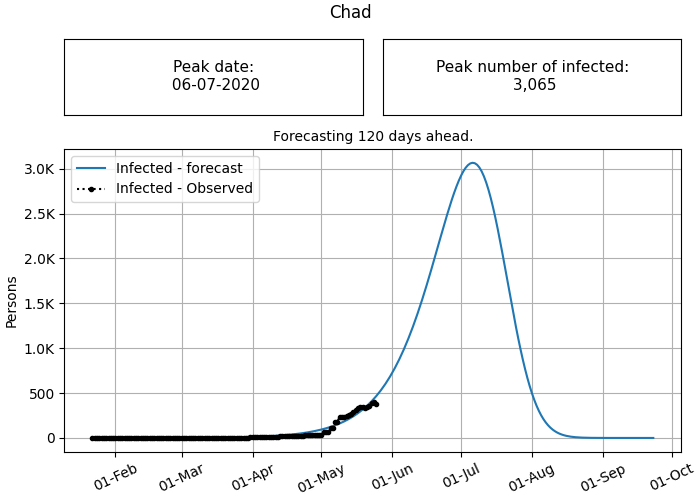 Chad
Peak date:
06-07-2020
Peak number of infected:
3,065
Forecasting 120 days ahead.
Infected - forecast
Infected - Observed
Persons
3.0K
2.5K
2.0K
1.5K
1.0K
500
0
01-Feb
01-Mar
01-Apr
01-May
01-Jun
01-Jul
01-Aug
01-Sep
01-Oct